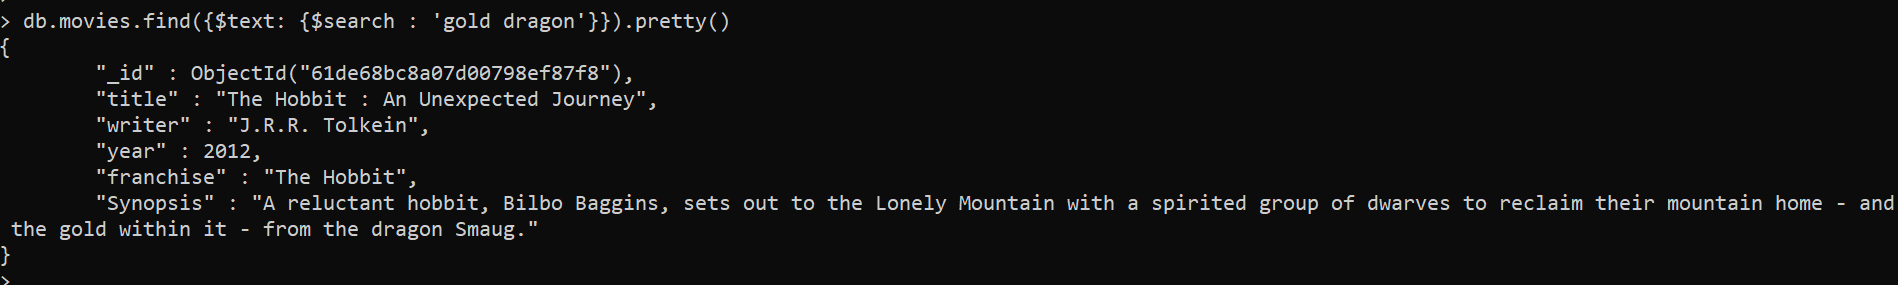 > db.movies.find({$text: {$search : 'gold dragon'}}).pretty()
{
        "_id" : ObjectId("61de68bc8a07d00798ef87f8"),
        "title" : "The Hobbit : An Unexpected Journey",
        "writer" : "J.R.R. Tolkein",
        "year" : 2012,
        "franchise" : "The Hobbit",
        "Synopsis" : "A reluctant hobbit, Bilbo Baggins, sets out to the Lonely Mountain with a spirited group of dwarves to reclaim their mountain home - and
 the gold within it - from the dragon Smaug."
}
>